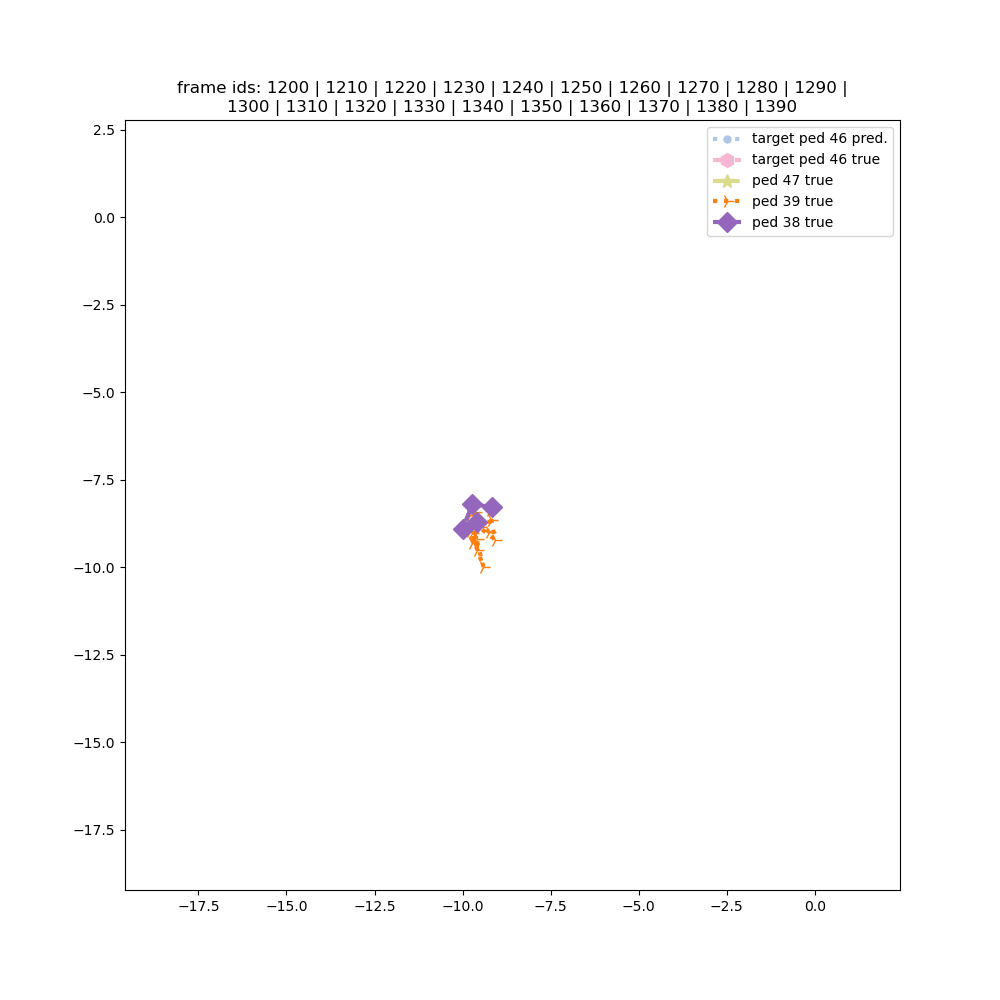 frame ids: 1200 | 1210 | 1220 | 1230 | 1240 | 1250 | 1260 | 1270 | 1280 | 1290 |
1300 | 1310 | 1320 | 1330 | 1340 | 1350 | 1360 | 1370 | 1380 | 1390
target ped 46 pred.
target ped 46 true
ped 47 true
ped 39 true
ped 38 true
2.5
0.0
−2.5
−5.0
−7.5
−10.0
−12.5
−15.0
−17.5
−17.5 −15.0 −12.5 −10.0 −7.5 −5.0 −2.5 0.0